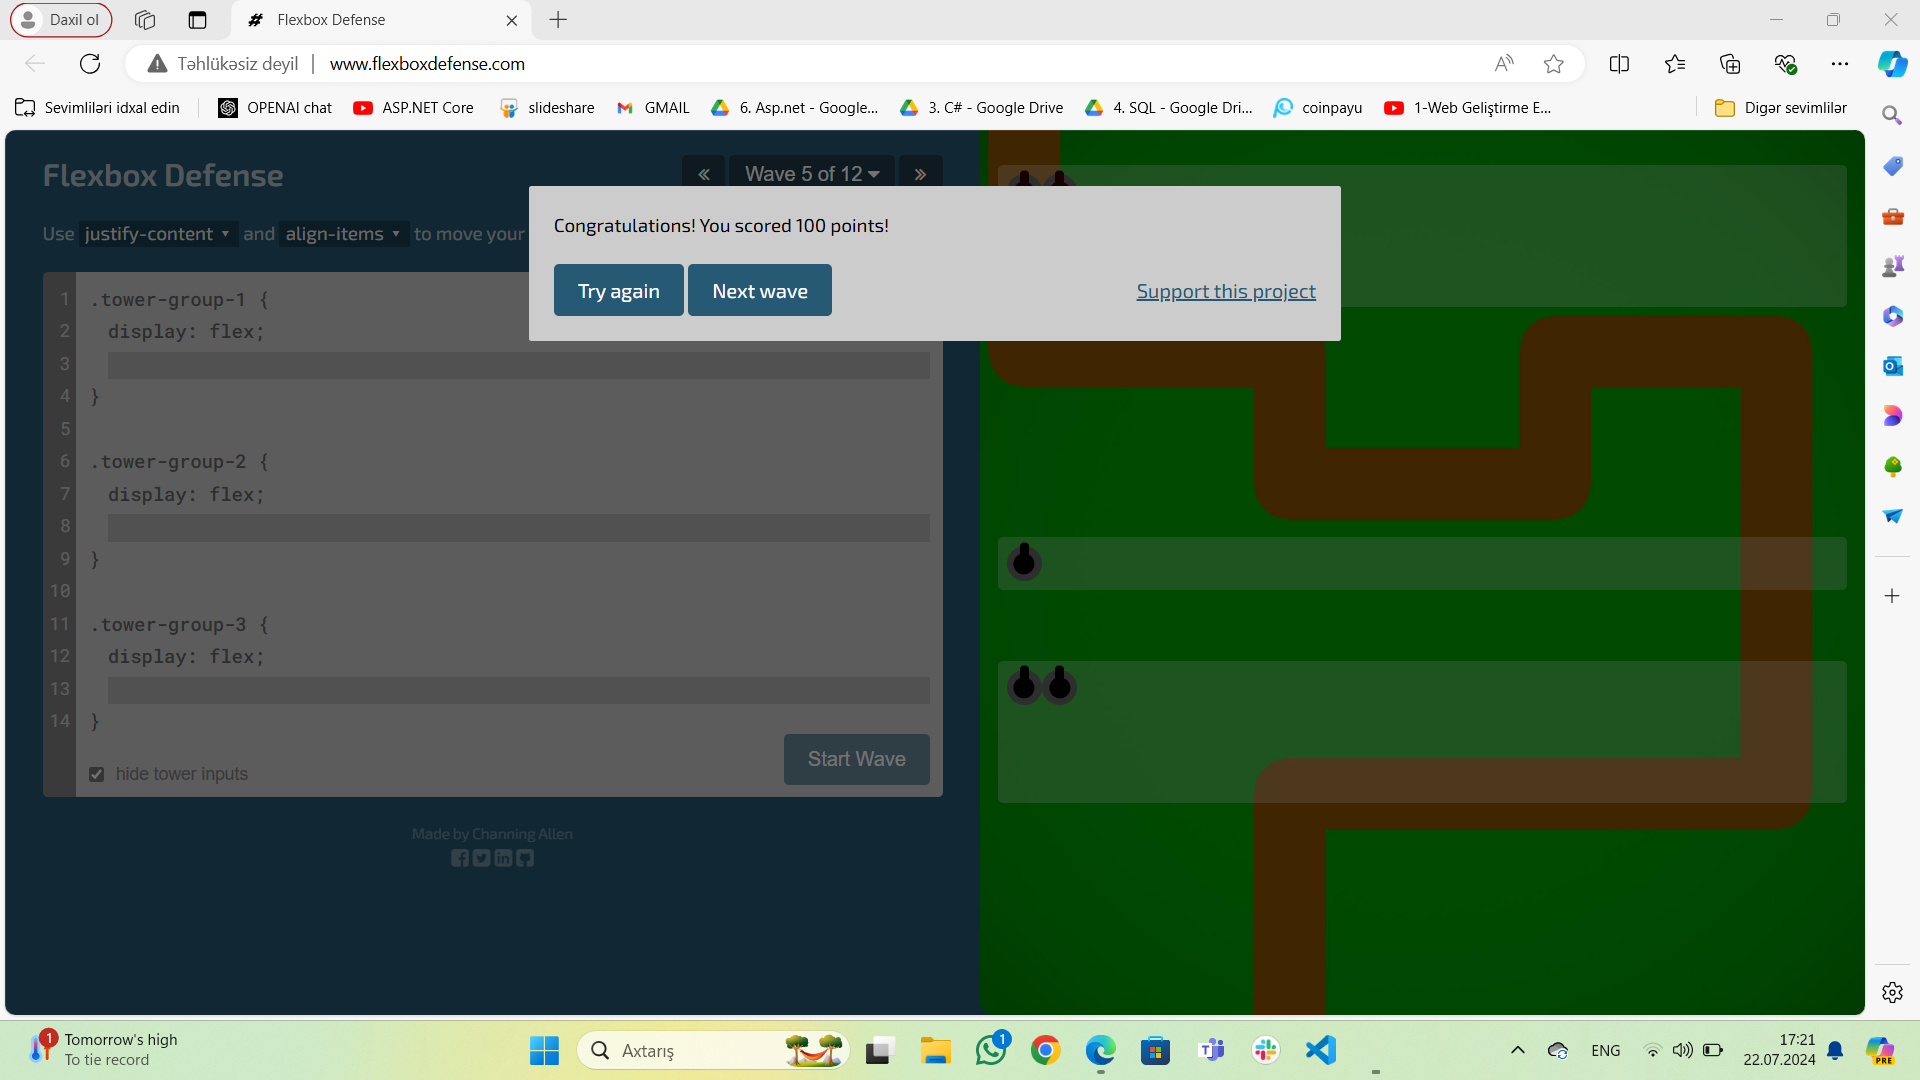 Daxil ol
Flexbox Defense
Təhlükəsiz deyil
www.flexboxdefense.com
Sevimliləri idxal edin
OPENAI chat
ASP.NET Core
slideshare
GMAIL
6. Asp.net - Google...
3. C# - Google Drive
4. SQL - Google Dri...
coinpayu
1-Web Geliştirme E...
Digər sevimlilər
Flexbox Defense
« Wave 5 of 12 »
Use justify-content and align-items to move your
Congratulations! You scored 100 points!
Try again
Next wave
Support this project
1 .tower-group-1 {
2 display: flex;
3
4 }
5
6 .tower-group-2 {
7 display: flex;
8
9 }
10
11 .tower-group-3 {
12 display: flex;
13
14 }
hide tower inputs
Start Wave
Made by Channing Allen
1
Tomorrow's high
To tie record
Axtarış
1
ENG
17:21
22.07.2024
PRE